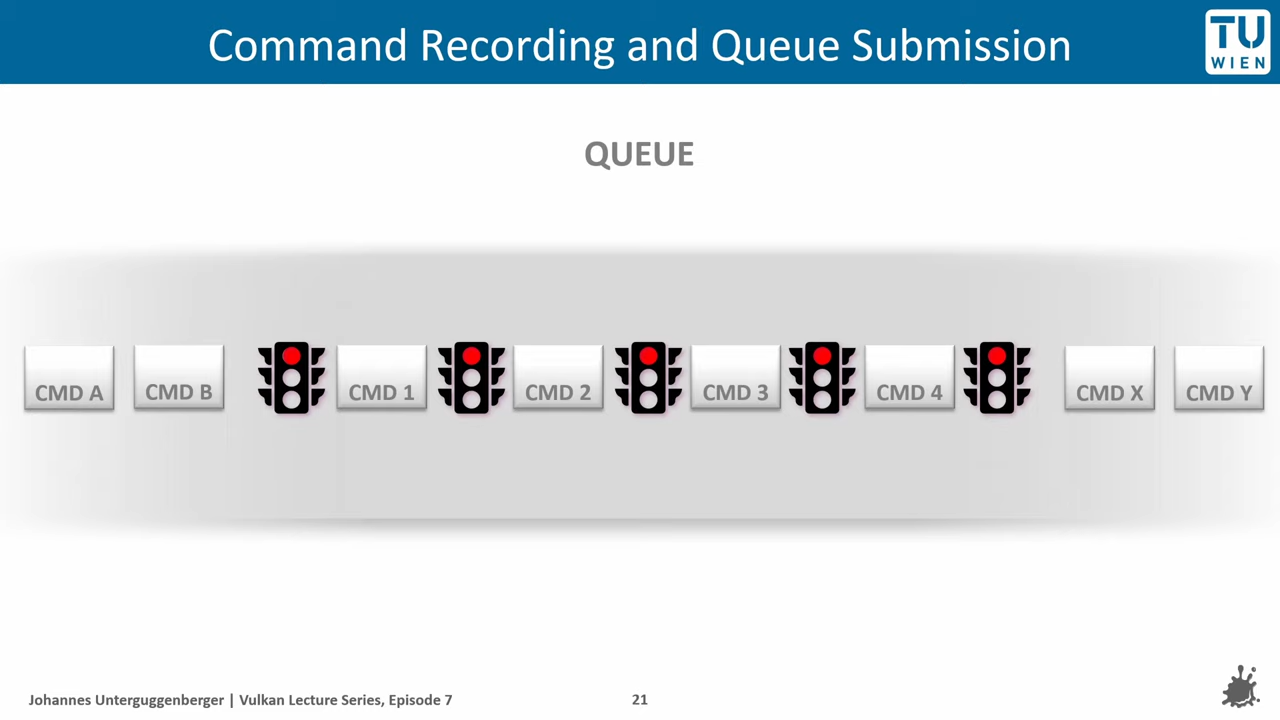 Command Recording and Queue Submission
TU
WIEN
QUEUE
CMD A
CMD B
CMD 1
CMD 2
CMD 3
CMD 4
CMD X
CMD Y
Johannes Unterguggenberger | Vulkan Lecture Series, Episode 7
21